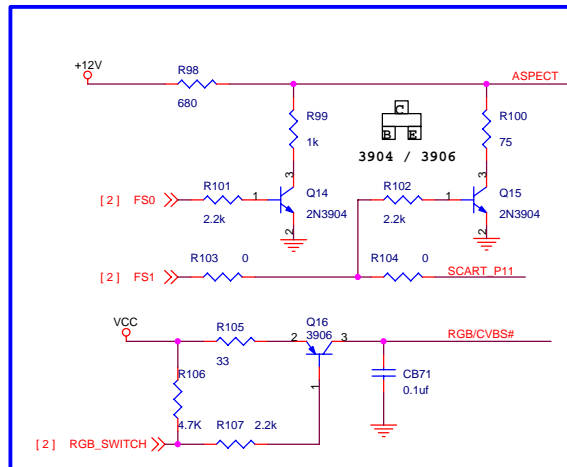 +12V
R98
680
ASPECT
R99
1k
C
B E
3904 / 3906
R100
75
[ 2 ] FS0
R101
2.2k
1
3
Q14
2N3904
2
R102
2.2k
1
3
Q15
2N3904
2
[ 2 ] FS1
R103 0
R104 0
SCART_P11
VCC
R105
33
2
Q16
3906
3
1
RGB/CVBS#
R106
4.7K
CB71
0.1uf
[ 2 ] RGB_SWITCH
R107 2.2k